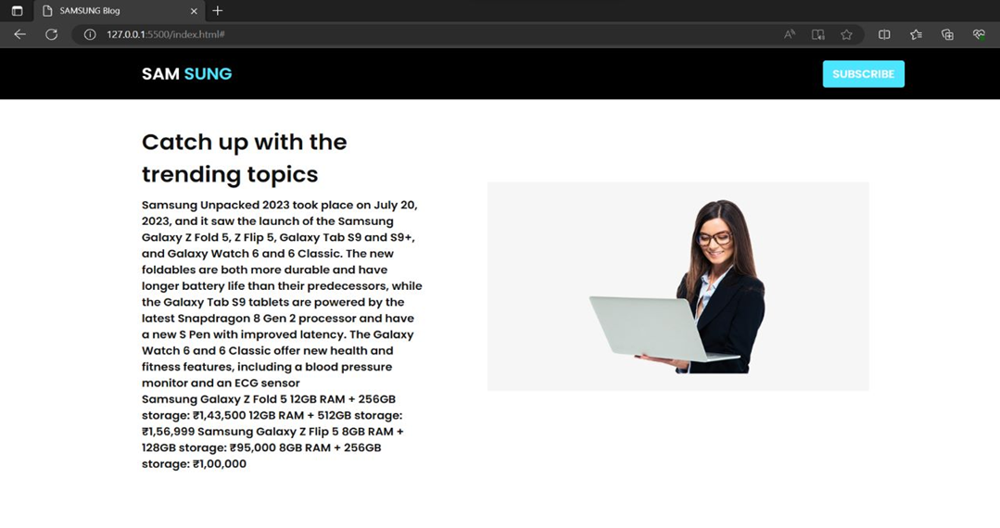 SAMSUNG Blog
127.0.0.1:5500/index.html#
SAM SUNG
SUBSCRIBE
Catch up with the
trending topics
Samsung Unpacked 2023 took place on July 20,
2023, and it saw the launch of the Samsung
Galaxy Z Fold 5, Z Flip 5, Galaxy Tab S9 and S9+,
and Galaxy Watch 6 and 6 Classic. The new
foldables are both more durable and have
longer battery life than their predecessors, while
the Galaxy Tab S9 tablets are powered by the
latest Snapdragon 8 Gen 2 processor and have
a new S Pen with improved latency. The Galaxy
Watch 6 and 6 Classic offer new health and
fitness features, including a blood pressure
monitor and an ECG sensor
Samsung Galaxy Z Fold 5 12GB RAM + 256GB
storage: ₹1,43,500 12GB RAM + 512GB storage:
₹1,56,999 Samsung Galaxy Z Flip 5 8GB RAM +
128GB storage: ₹95,000 8GB RAM + 256GB
storage: ₹1,00,000